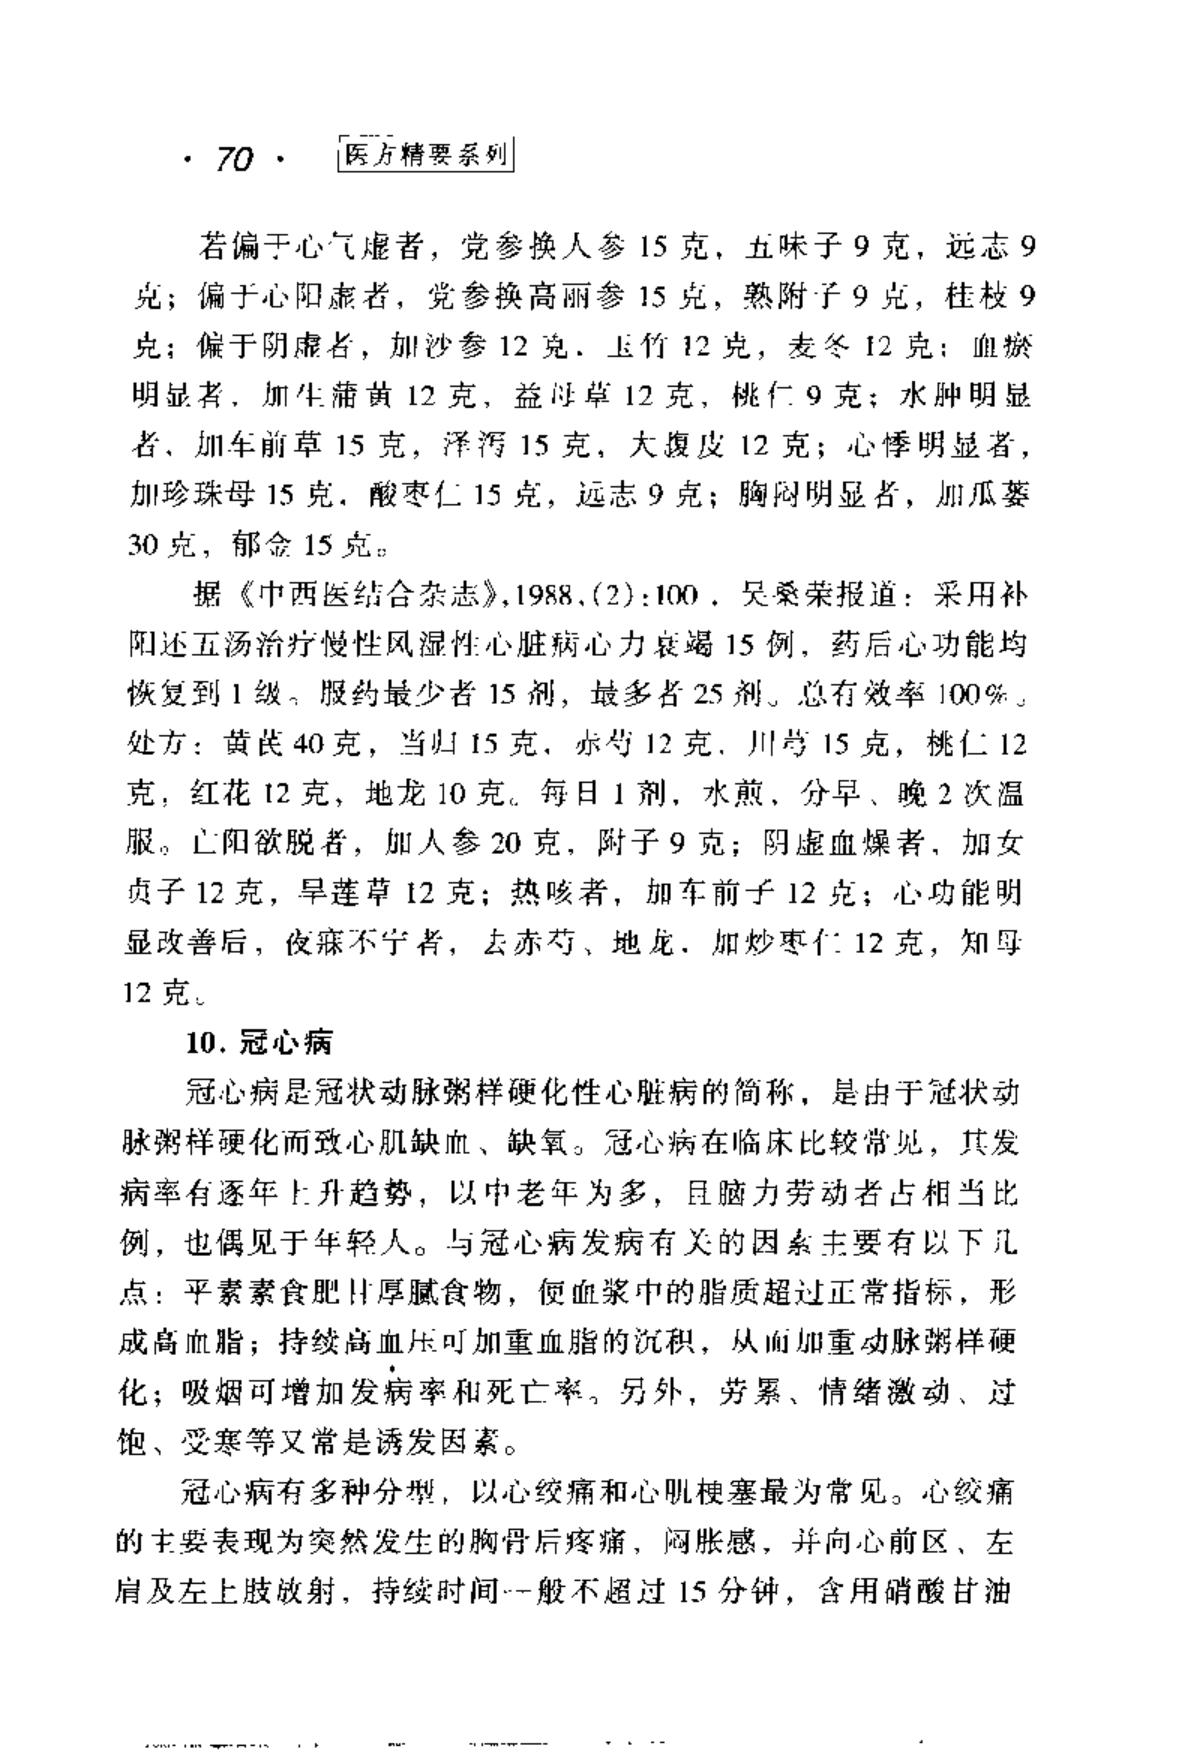 · 70 · 医方精要系列
若偏于心气虚者，党参换人参 15 克，五味子 9 克，远志 9
克；偏于心阳虚者，党参换高丽参 15 克，熟附子 9 克，桂枝 9
克；偏于阴虚者，加沙参 12 克，玉竹 12 克，麦冬 12 克；血瘀
明显者，加生蒲黄 12 克，益母草 12 克，桃仁 9 克；水肿明显
者，加车前草 15 克，泽泻 15 克，大腹皮 12 克；心悸明显者，
加珍珠母 15 克，酸枣仁 15 克，远志 9 克；胸闷明显者，加瓜蒌
30 克，郁金 15 克。
据《中西医结合杂志》，1988，(2)：100．吴桑荣报道：采用补
阳还五汤治疗慢性风湿性心脏病心力衰竭 15 例，药后心功能均
恢复到 1 级。服药最少者 15 剂，最多者 25 剂。总有效率 100%。
处方：黄芪 40 克，当归 15 克，赤芍 12 克，川芎 15 克，桃仁 12
克，红花 12 克，地龙 10 克。每日 1 剂，水煎，分早、晚 2 次温
服。亡阳欲脱者，加人参 20 克，附子 9 克；阴虚血燥者，加女
贞子 12 克，旱莲草 12 克；热咳者，加车前子 12 克；心功能明
显改善后，夜寐不宁者，去赤芍、地龙，加炒枣仁 12 克，知母
12 克。
10. 冠心病
冠心病是冠状动脉粥样硬化性心脏病的简称，是由于冠状动
脉粥样硬化而致心肌缺血、缺氧。冠心病在临床比较常见，其发
病率有逐年上升趋势，以中老年为多，且脑力劳动者占相当比
例，也偶见于年轻人。与冠心病发病有关的因素主要有以下几
点：平素素食肥甘厚腻食物，使血浆中的脂质超过正常指标，形
成高血脂；持续高血压可加重血脂的沉积，从而加重动脉粥样硬
化；吸烟可增加发病率和死亡率。另外，劳累、情绪激动、过
饱、受寒等又常是诱发因素。
冠心病有多种分型，以心绞痛和心肌梗塞最为常见。心绞痛
的主要表现为突然发生的胸骨后疼痛，闷胀感，并向心前区、左
肩及左上肢放射，持续时间一般不超过 15 分钟，含用硝酸甘油